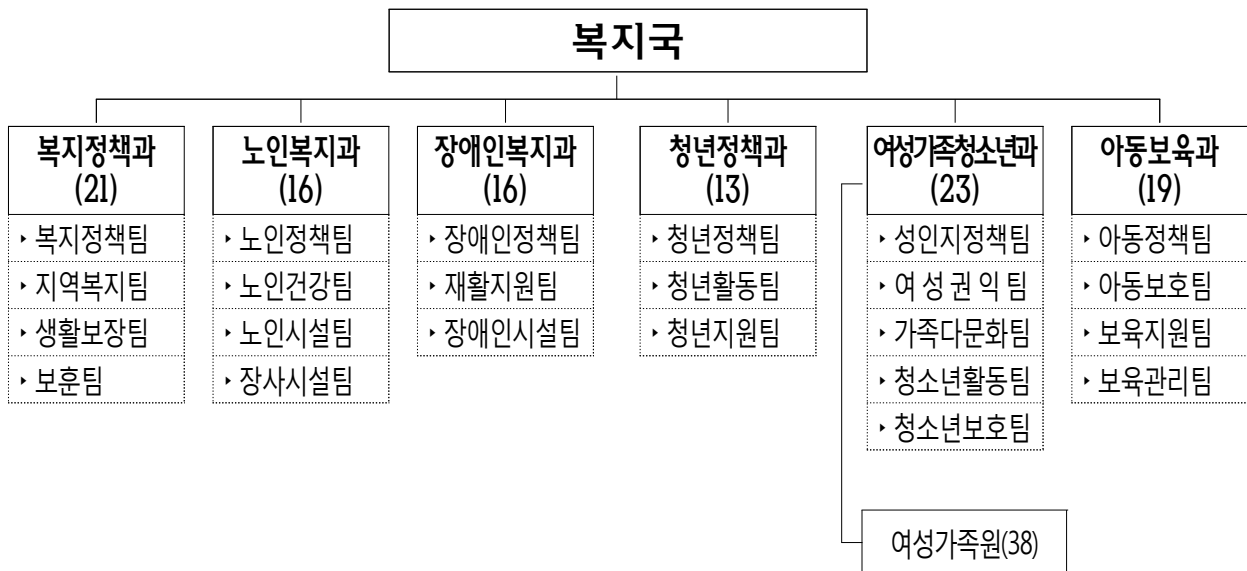 복지국
복지정책과
(21)
▸ 복지정책팀
▸ 지역복지팀
▸ 생활보장팀
▸ 보훈팀
노인복지과
(16)
▸ 노인정책팀
▸ 노인건강팀
▸ 노인시설팀
▸ 장사시설팀
장애인복지과
(16)
▸ 장애인정책팀
▸ 재활지원팀
▸ 장애인시설팀
청년정책과
(13)
▸ 청년정책팀
▸ 청년활동팀
▸ 청년지원팀
여성가족청소년과
(23)
▸ 성인지정책팀
▸ 여 성 권 익 팀
▸ 가족다문화팀
▸ 청소년활동팀
▸ 청소년보호팀
여성가족원(38)
아동보육과
(19)
▸ 아동정책팀
▸ 아동보호팀
▸ 보육지원팀
▸ 보육관리팀